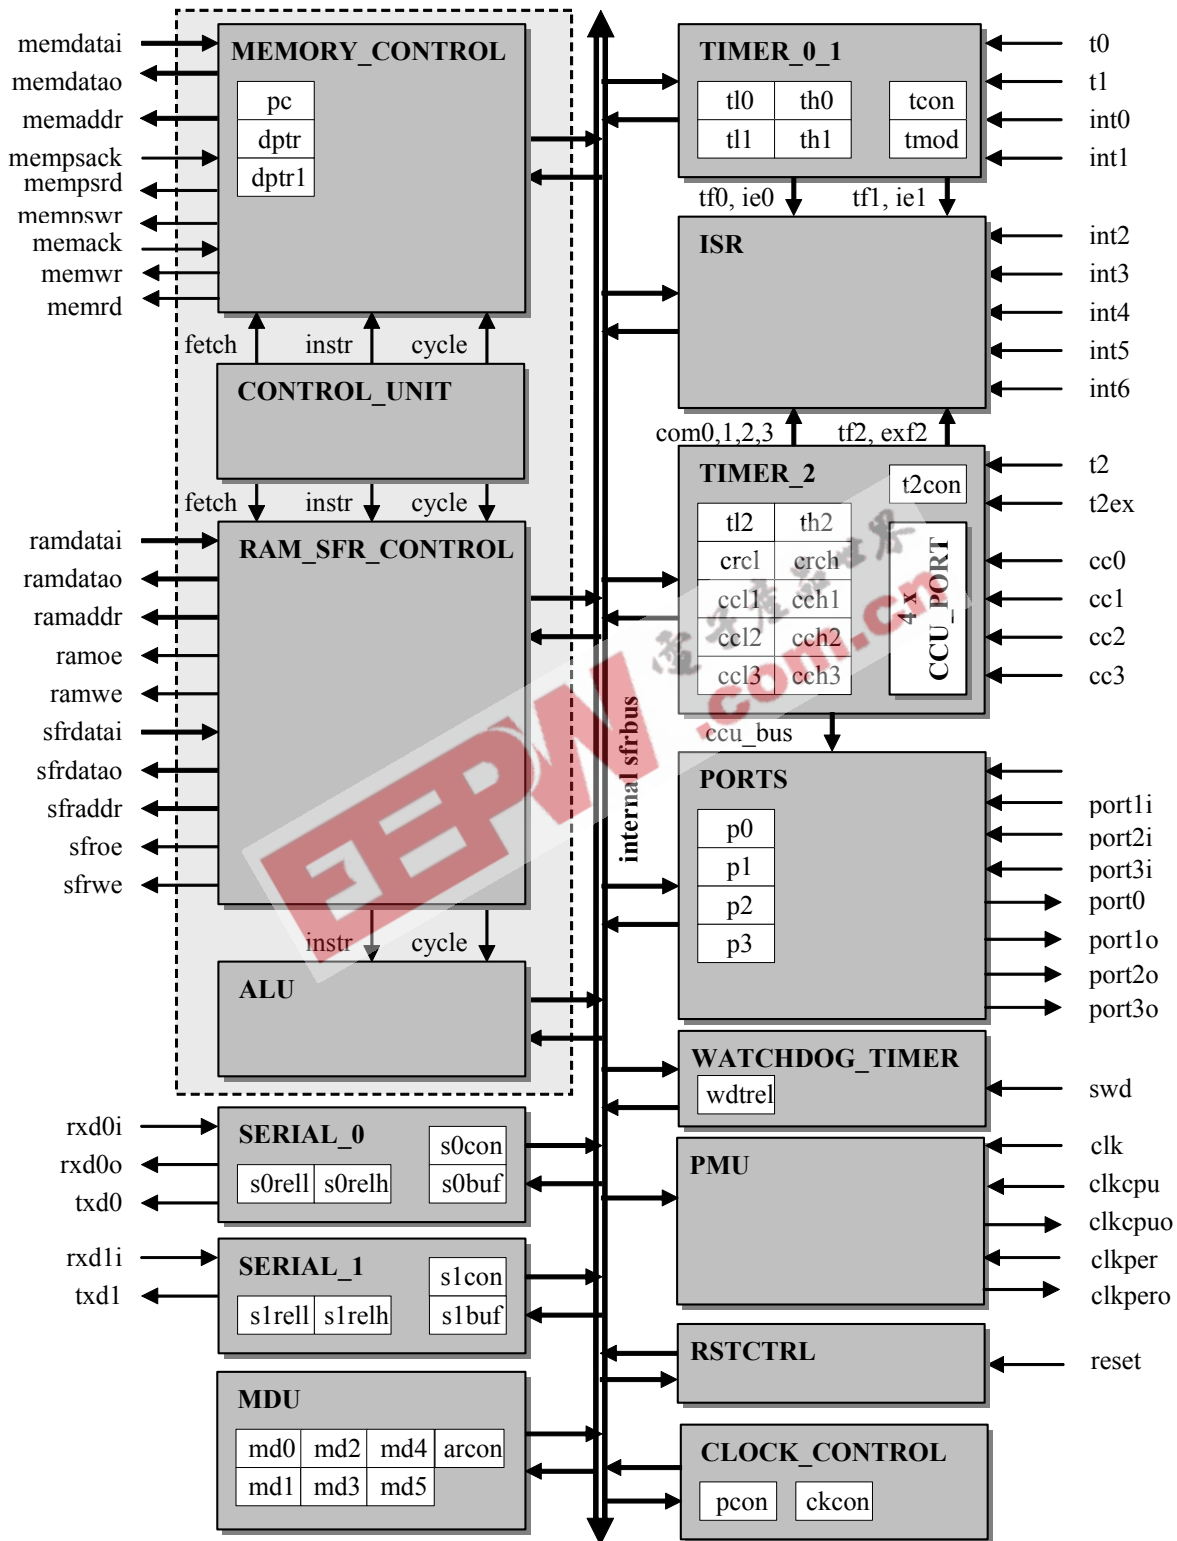 memdatai
memdatao
memaddr
mempsack
mempsrd
mempswr
memack
memwr
memrd
MEMORY_CONTROL
pc
dptr
dptr1
fetch instr cycle
CONTROL_UNIT
fetch instr cycle
ramdatai
ramdatao
ramaddr
ramoe
ramwe
sfrdatai
sfrdatao
sfraddr
sfroe
sfrwe
RAM_SFR_CONTROL
instr cycle
ALU
rxd0i
rxd0o
txd0
SERIAL_0
s0con
s0rell s0relh s0buf
rxd1i
txd1
SERIAL_1
s1con
s1rell s1relh s1buf
MDU
md0 md2 md4 arcon
md1 md3 md5
internal sfrbus
TIMER_0_1
tl0 th0 tcon
tl1 th1 tmod
t0
t1
int0
int1
tf0, ie0 tf1, ie1
ISR
int2
int3
int4
int5
int6
com0,1,2,3 tf2, exf2
TIMER_2
t2con
tl2 th2
crcl crch
ccl1 cch1
ccl2 cch2
ccl3 cch3
4 x
CCU_PORT
t2
t2ex
cc0
cc1
cc2
cc3
ccu_bus
PORTS
p0
p1
p2
p3
port1i
port2i
port3i
port0
port1o
port2o
port3o
WATCHDOG_TIMER
wdtrel
swd
PMU
clk
clkcpu
clkcpuo
clkper
clkpero
RSTCTRL
reset
CLOCK_CONTROL
pcon ckcon
EEPW
.com.cn
電子産品世界